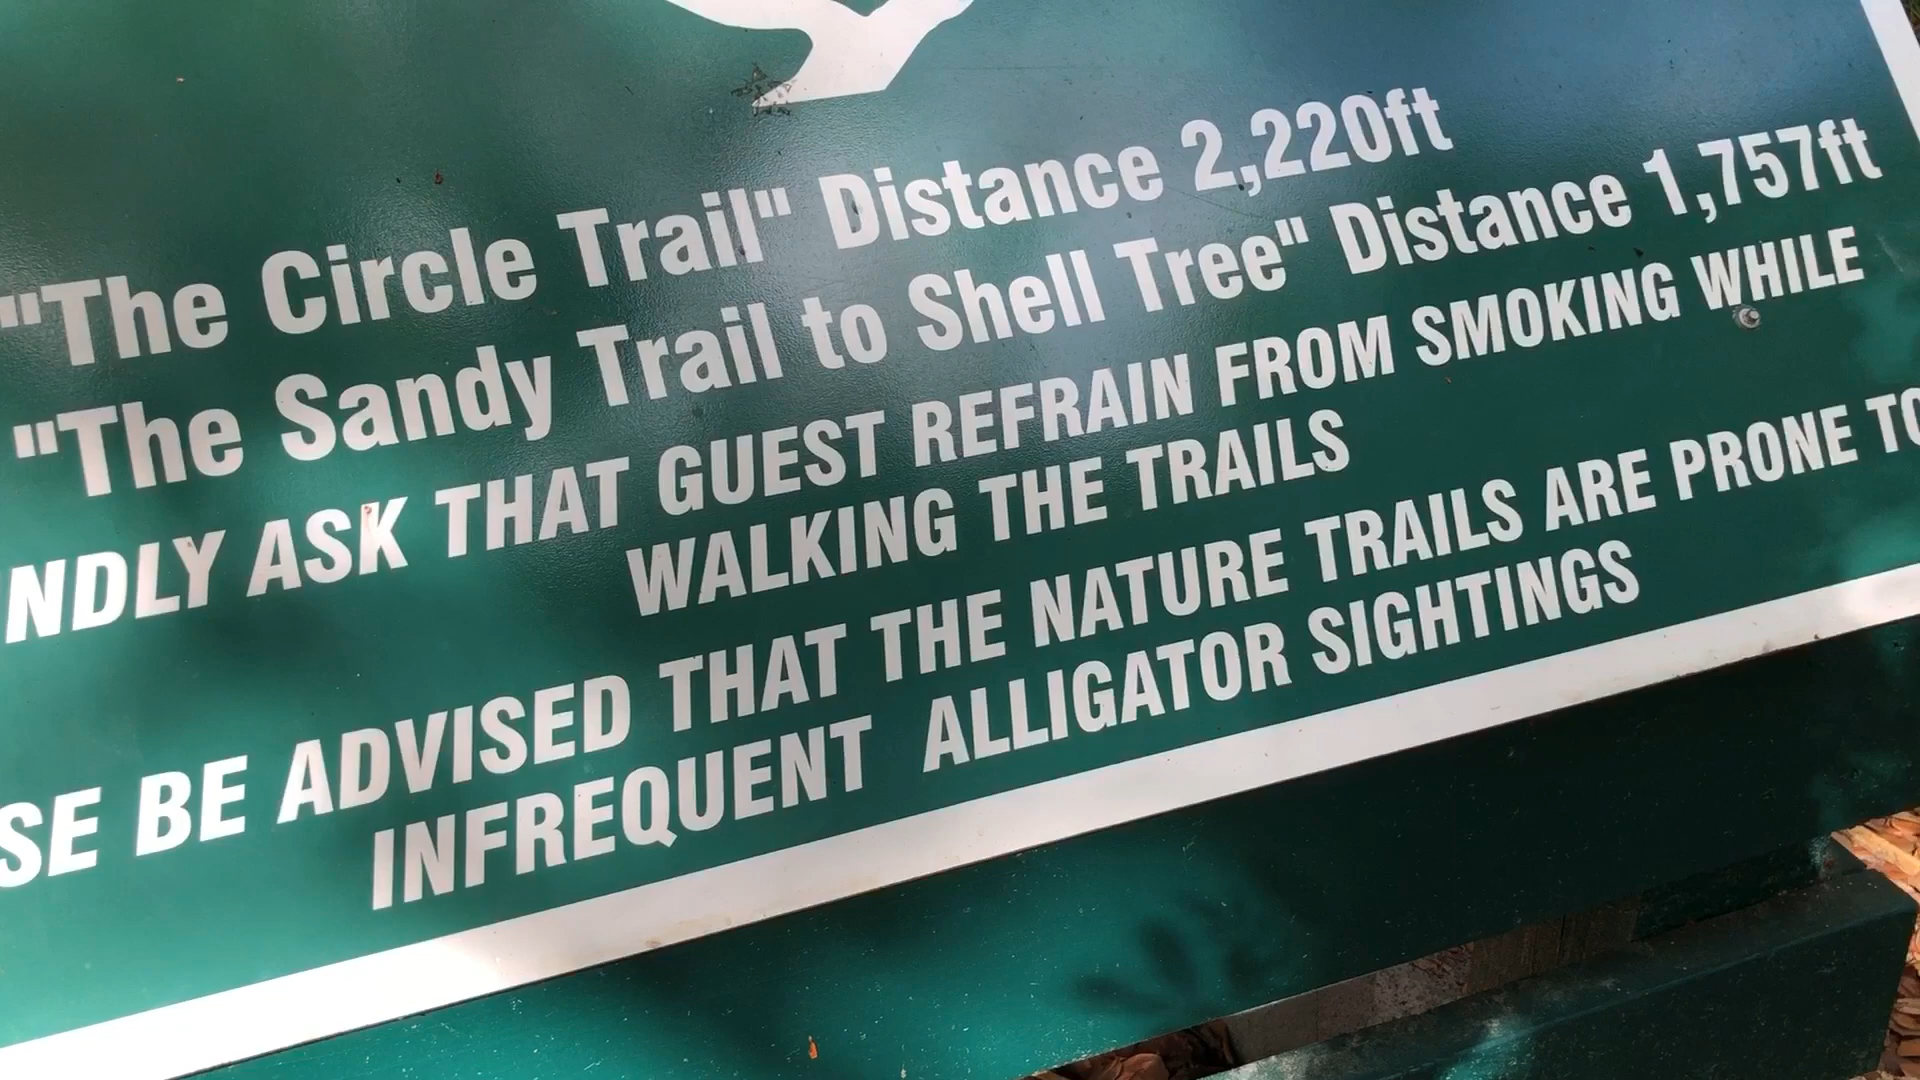 "The Circle Trail" Distance 2,220ft
"The Sandy Trail to Shell Tree" Distance 1,757ft
NDLY ASK THAT GUEST REFRAIN FROM SMOKING WHILE
WALKING THE TRAILS
SE BE ADVISED THAT THE NATURE TRAILS ARE PRONE TO
INFREQUENT ALLIGATOR SIGHTINGS